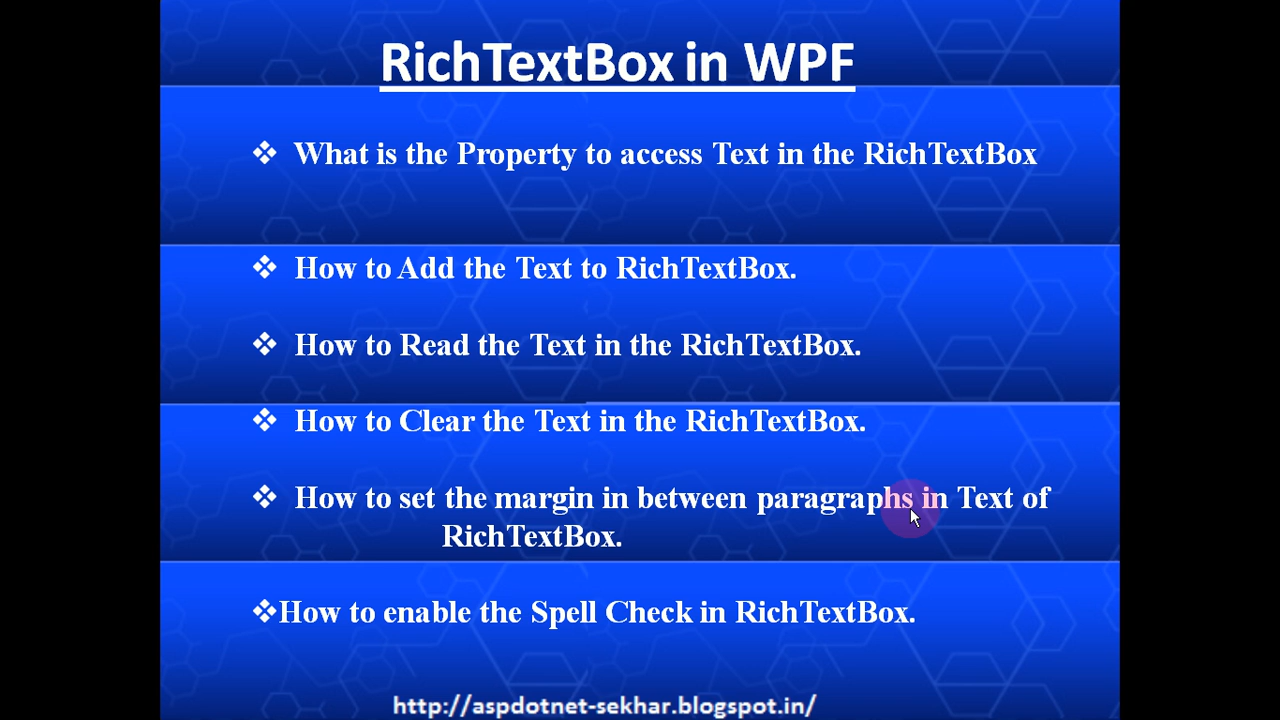 RichTextBox in WPF
❖ What is the Property to access Text in the RichTextBox
❖ How to Add the Text to RichTextBox.
❖ How to Read the Text in the RichTextBox.
❖ How to Clear the Text in the RichTextBox.
❖ How to set the margin in between paragraphs in Text of
RichTextBox.
❖How to enable the Spell Check in RichTextBox.
http://aspdotnet-sekhar.blogspot.in/